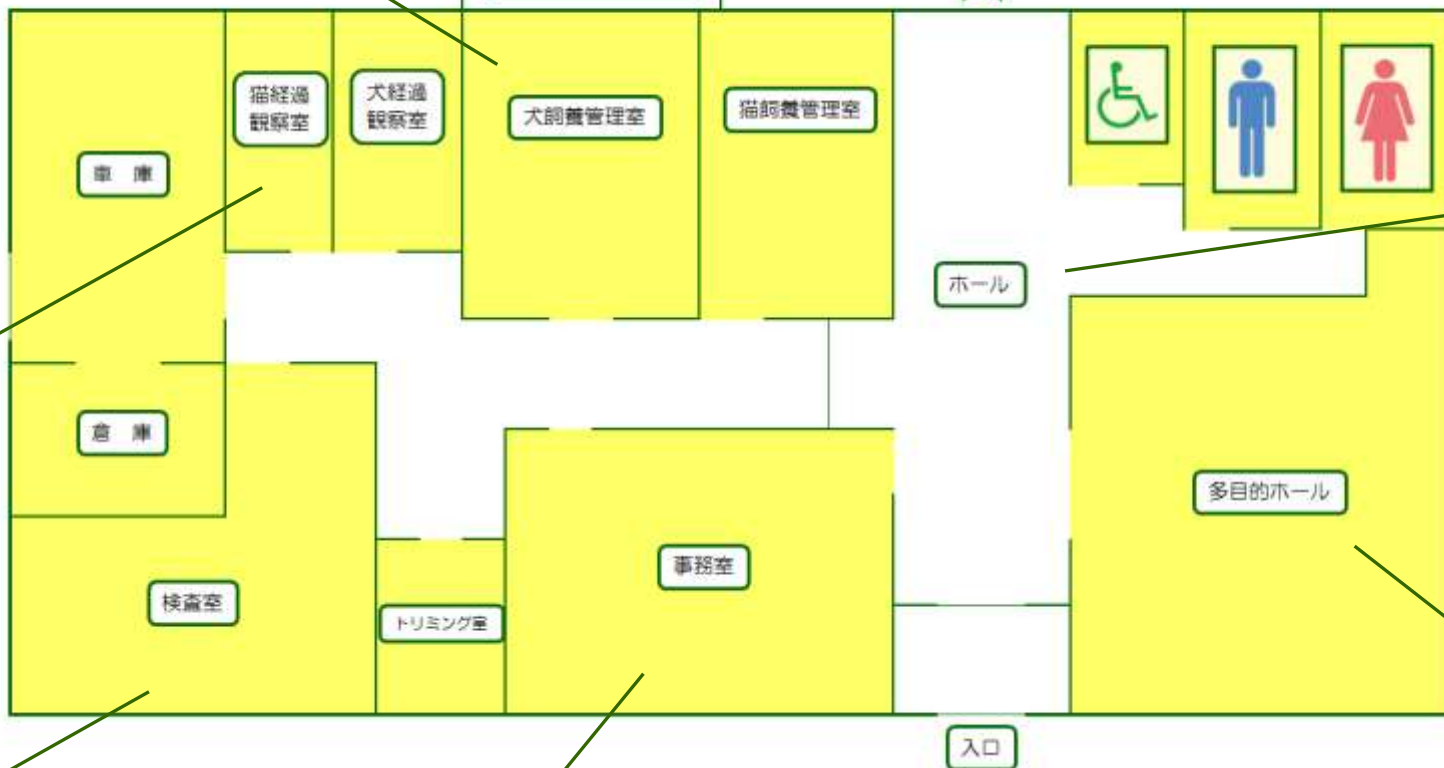 猫経過
観察室
犬経過
観察室
犬飼養管理室
猫飼養管理室
車　庫
ホール
倉　庫
多目的ホール
検査室
トリミング室
事務室
入口